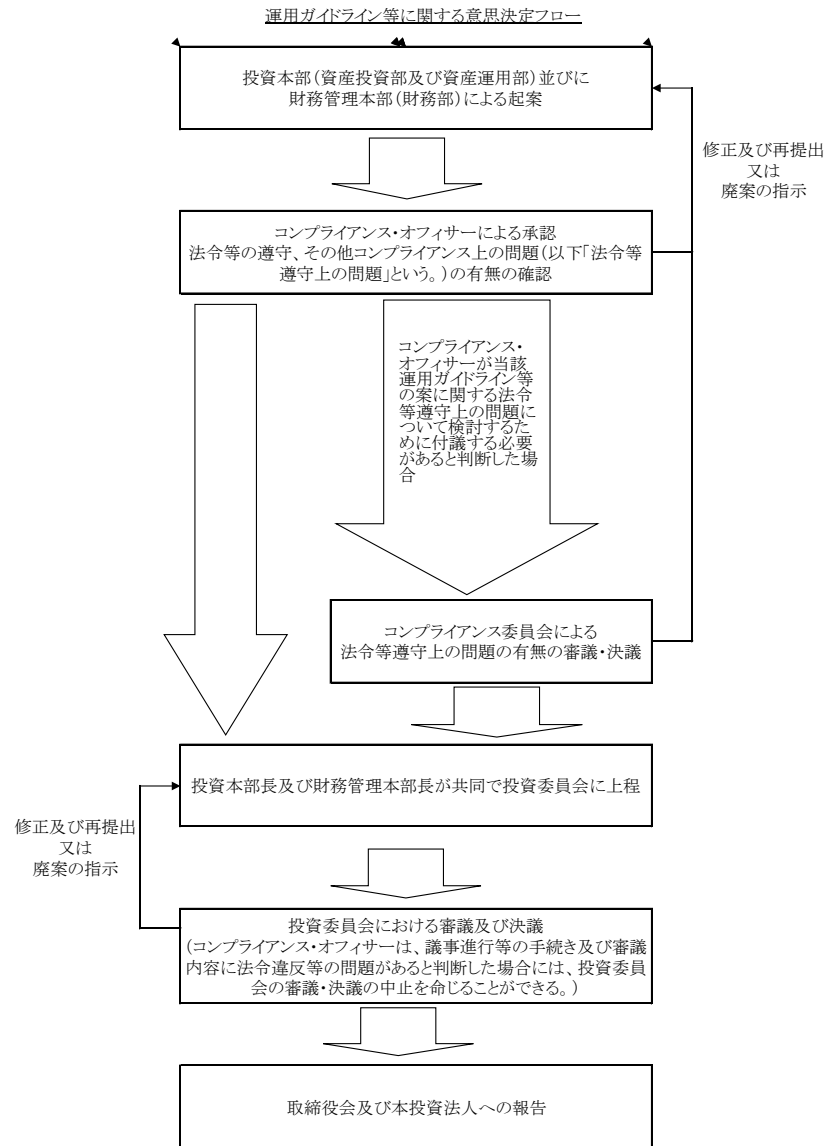 運用ガイドライン等に関する意思決定フロー
投資本部(資産投資部及び資産運用部)並びに
財務管理本部(財務部)による起案
修正及び再提出
又は
廃案の指示
コンプライアンス・オフィサーによる承認
法令等の遵守、その他コンプライアンス上の問題(以下「法令等
遵守上の問題」という。)の有無の確認
コンプライアンス・
オフィサーが当該
運用ガイドライン等
の案に関する法令
等遵守上の問題に
ついて検討するた
めに付議する必要
があると判断した場
合
コンプライアンス委員会による
法令等遵守上の問題の有無の審議・決議
投資本部長及び財務管理本部長が共同で投資委員会に上程
修正及び再提出
又は
廃案の指示
投資委員会における審議及び決議
(コンプライアンス・オフィサーは、議事進行等の手続き及び審議
内容に法令違反等の問題があると判断した場合には、投資委員
会の審議・決議の中止を命じることができる。)
取締役会及び本投資法人への報告